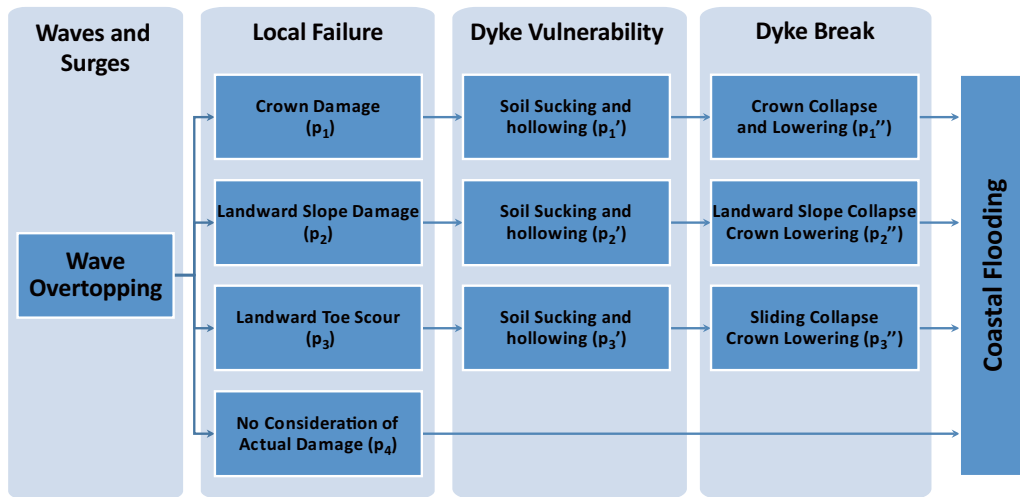 Waves and
Surges
Local Failure
Dyke Vulnerability
Dyke Break
Wave
Overtopping
Crown Damage
(p₁)
Soil Sucking and
hollowing (p₁’)
Crown Collapse
and Lowering (p₁’’)
Landward Slope Damage
(p₂)
Soil Sucking and
hollowing (p₂’)
Landward Slope Collapse
Crown Lowering (p₂’’)
Landward Toe Scour
(p₃)
Soil Sucking and
hollowing (p₃’)
Sliding Collapse
Crown Lowering (p₃’’)
No Consideration of
Actual Damage (p₄)
Coastal Flooding